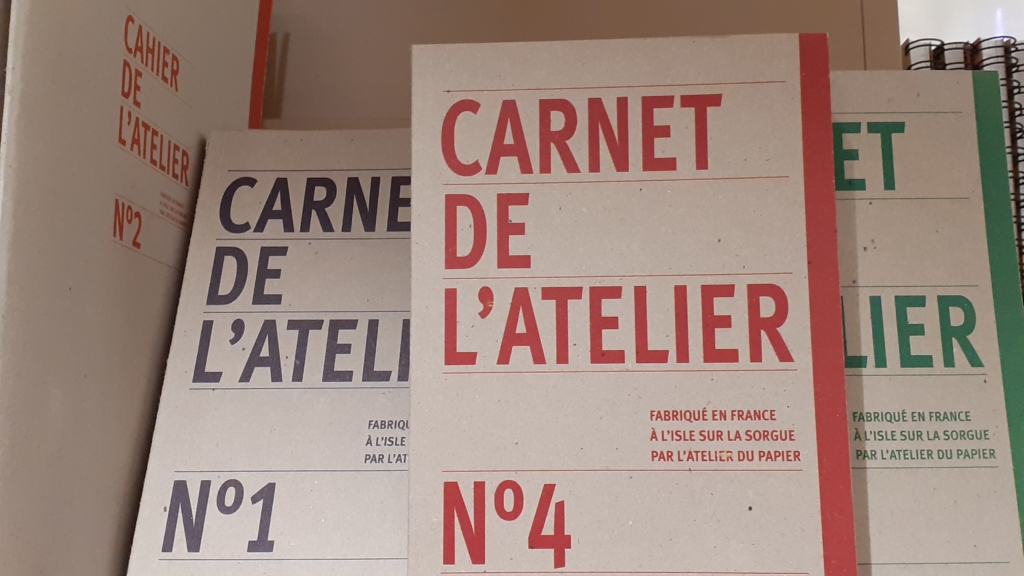 CAHIER
DE
L'ATELIER
N°2
CARNE
DE
L'ATELI
FABRIQU
À L'ISLE
PAR L'AT
N°1
CARNET
DE
L'ATELIER
FABRIQUÉ EN FRANCE
À L'ISLE SUR LA SORGUE
PAR L'ATELIER DU PAPIER
N°4
ET
LIER
FABRIQUÉ EN FRANCE
À L'ISLE SUR LA SORGUE
PAR L'ATELIER DU PAPIER